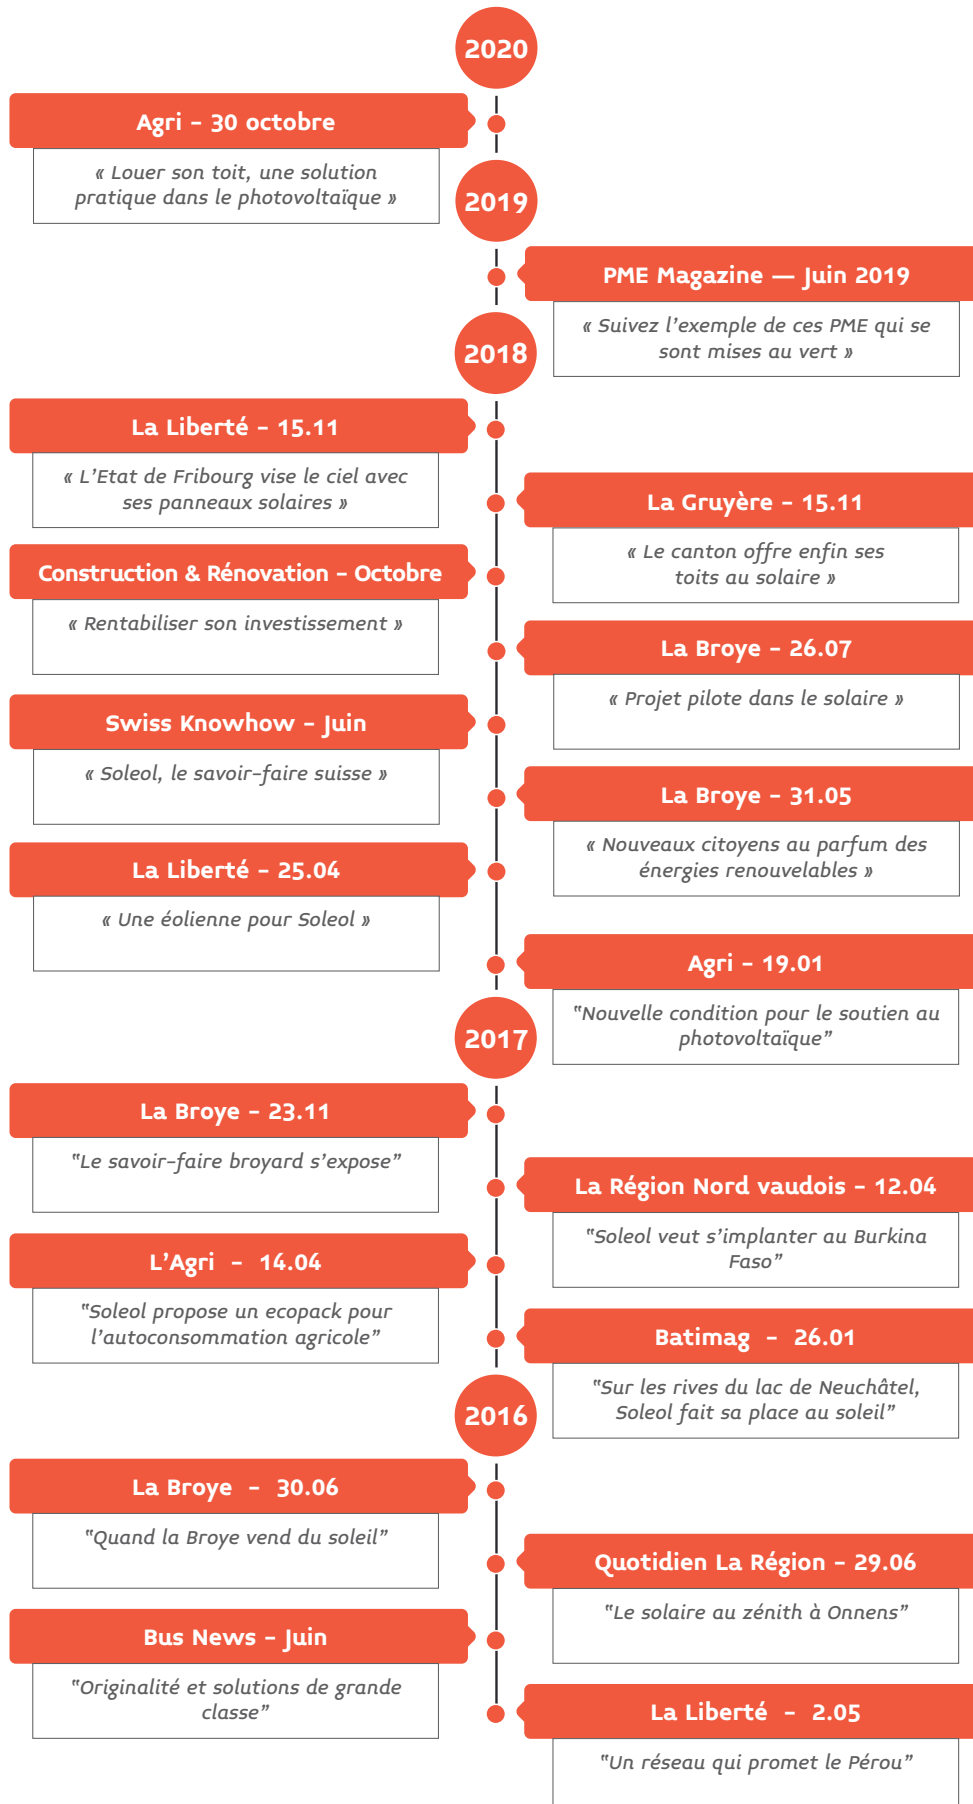 2020
Agri – 30 octobre
« Louer son toit, une solution
pratique dans le photovoltaïque »
2019
PME Magazine — Juin 2019
« Suivez l’exemple de ces PME qui se
sont mises au vert »
2018
La Liberté – 15.11
« L’Etat de Fribourg vise le ciel avec
ses panneaux solaires »
La Gruyère – 15.11
« Le canton offre enfin ses
toits au solaire »
Construction & Rénovation – Octobre
« Rentabiliser son investissement »
La Broye – 26.07
« Projet pilote dans le solaire »
Swiss Knowhow – Juin
« Soleol, le savoir-faire suisse »
La Broye – 31.05
« Nouveaux citoyens au parfum des
énergies renouvelables »
La Liberté – 25.04
« Une éolienne pour Soleol »
Agri – 19.01
“Nouvelle condition pour le soutien au
photovoltaïque”
2017
La Broye – 23.11
“Le savoir-faire broyard s’expose”
La Région Nord vaudois – 12.04
“Soleol veut s’implanter au Burkina
Faso”
L’Agri – 14.04
“Soleol propose un ecopack pour
l’autoconsommation agricole”
Batimag – 26.01
“Sur les rives du lac de Neuchâtel,
Soleol fait sa place au soleil”
2016
La Broye – 30.06
“Quand la Broye vend du soleil”
Quotidien La Région – 29.06
“Le solaire au zénith à Onnens”
Bus News – Juin
“Originalité et solutions de grande
classe”
La Liberté – 2.05
“Un réseau qui promet le Pérou”